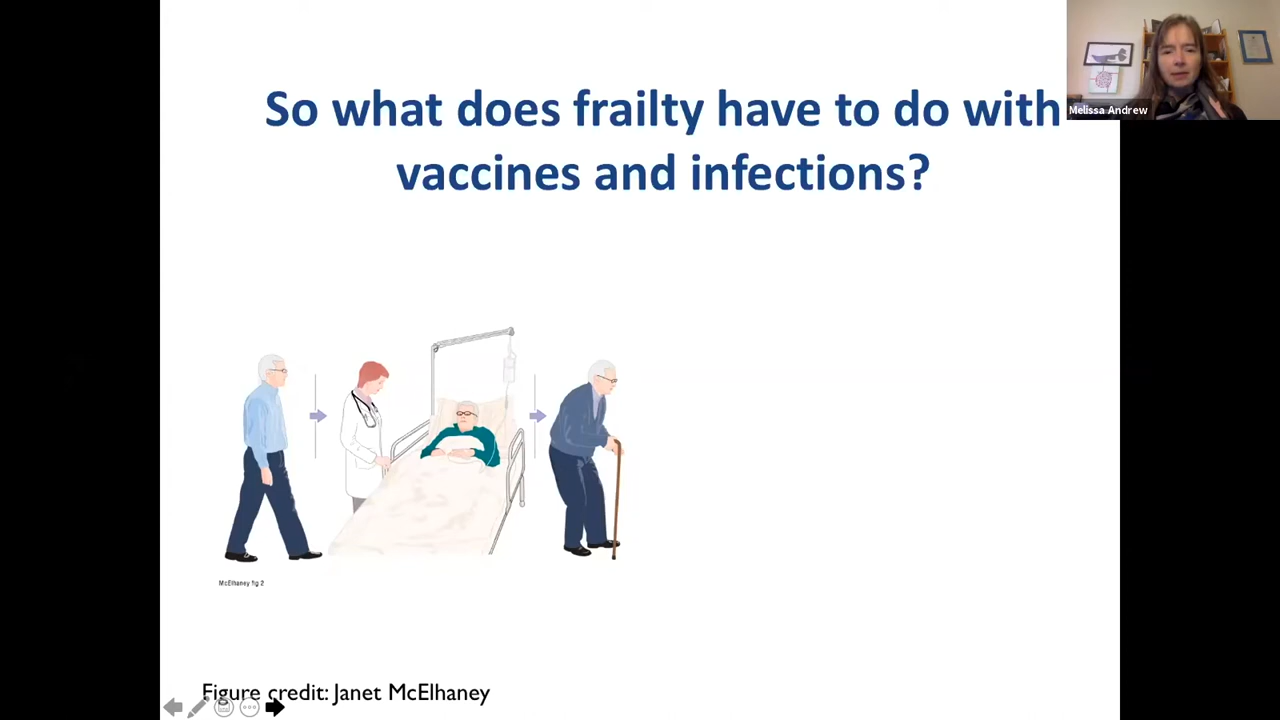 So what does frailty have to do with
vaccines and infections?
Melissa Andrew
McElhaney fig 2
Figure credit: Janet McElhaney